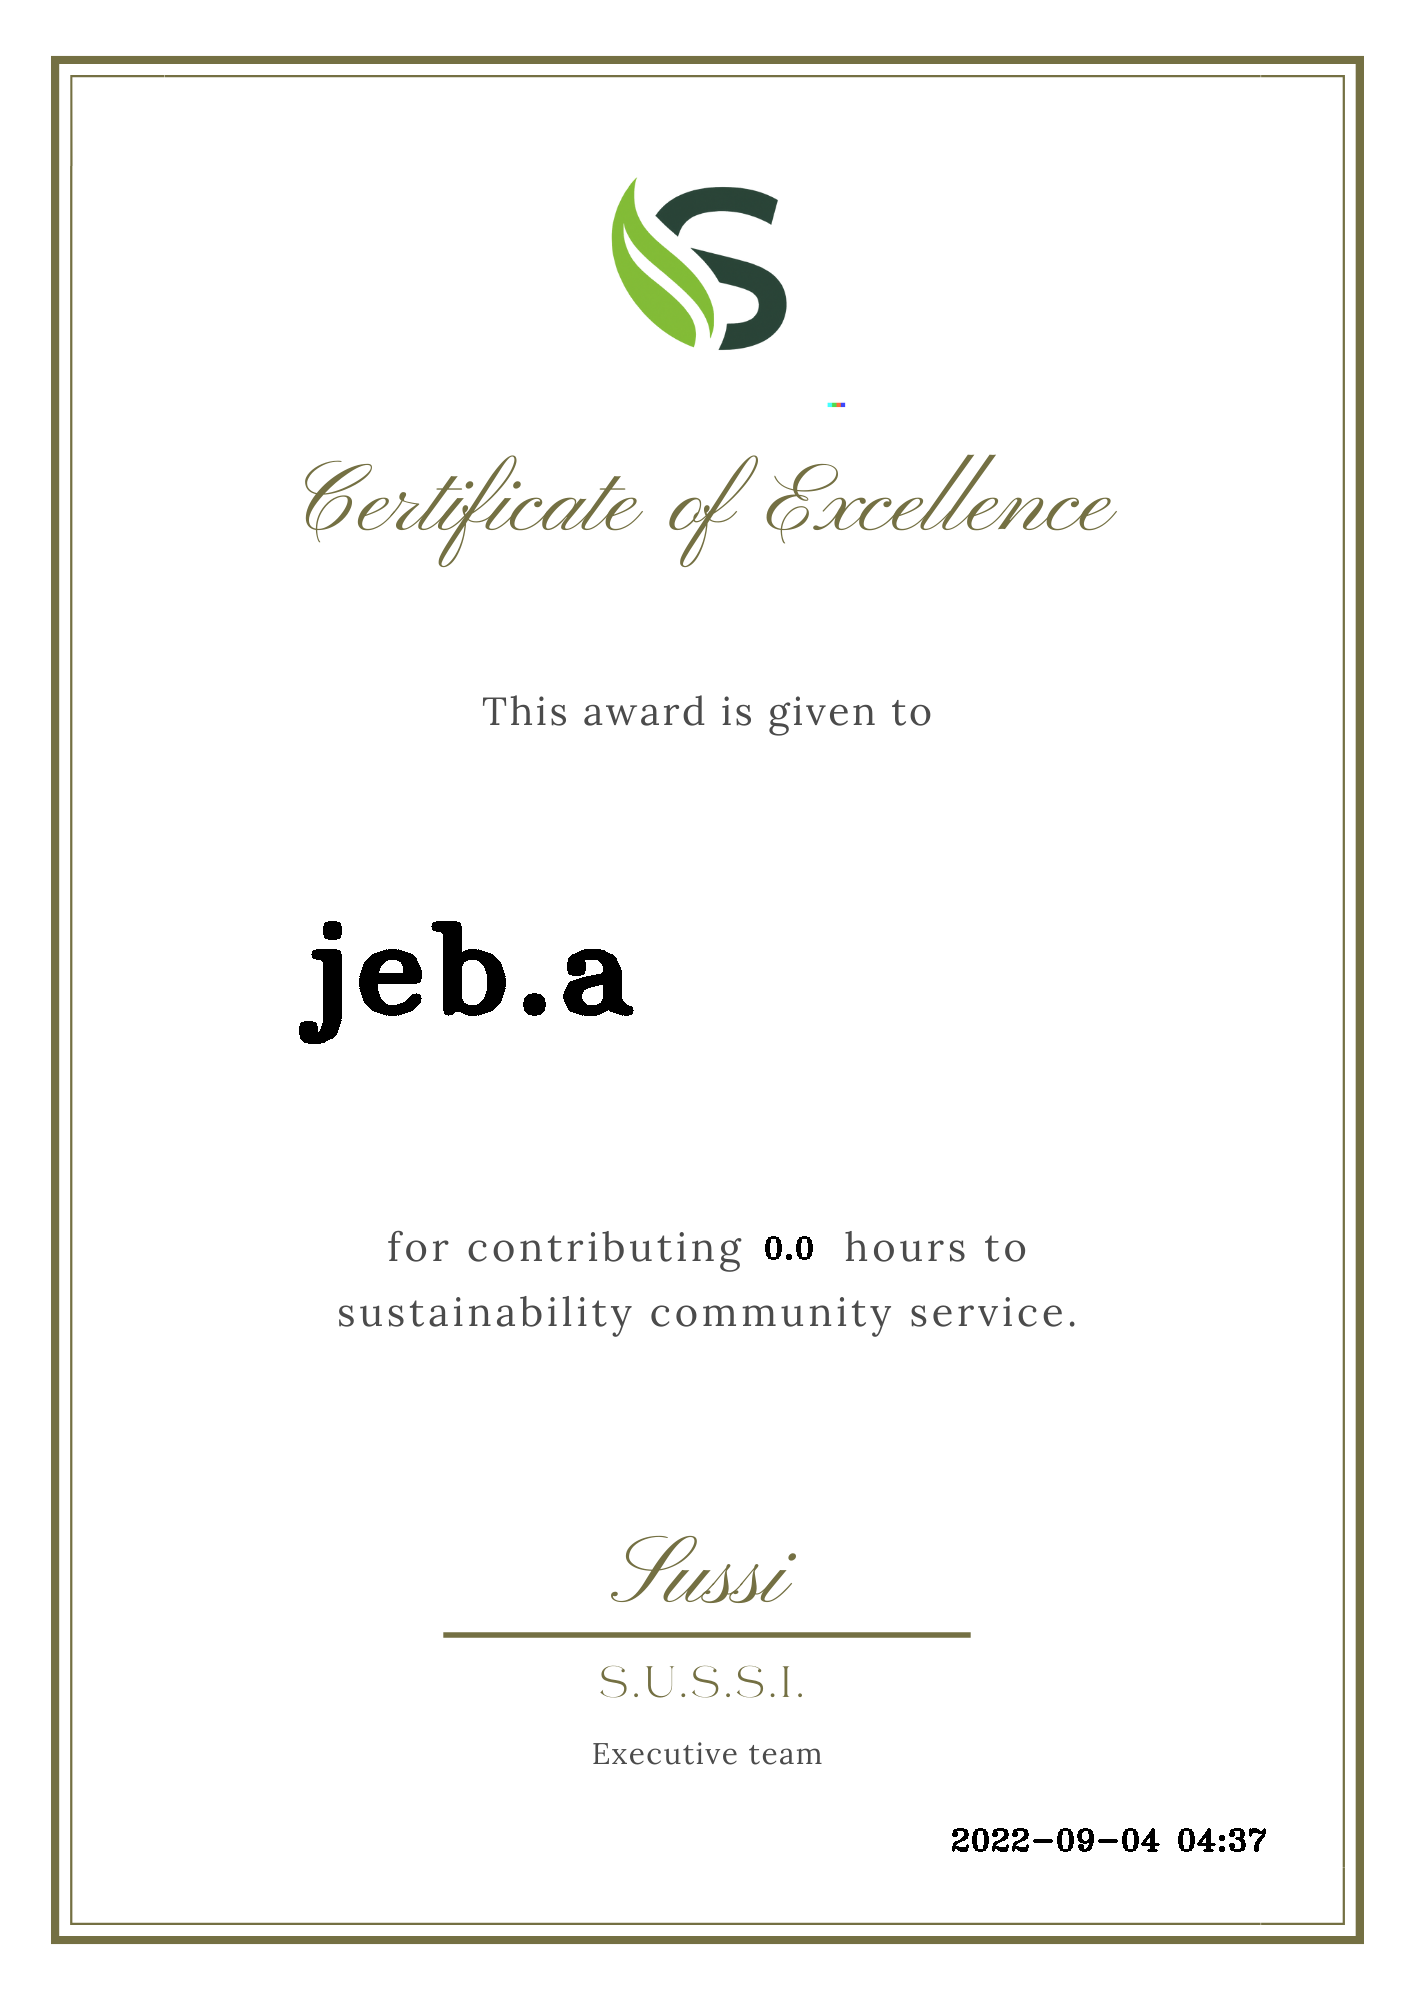 Certificate of Excellence
This award is given to
jeb.a
for contributing 0.0 hours to
sustainability community service.
Sussi
S.U.S.S.I.
Executive team
2022-09-04 04:37